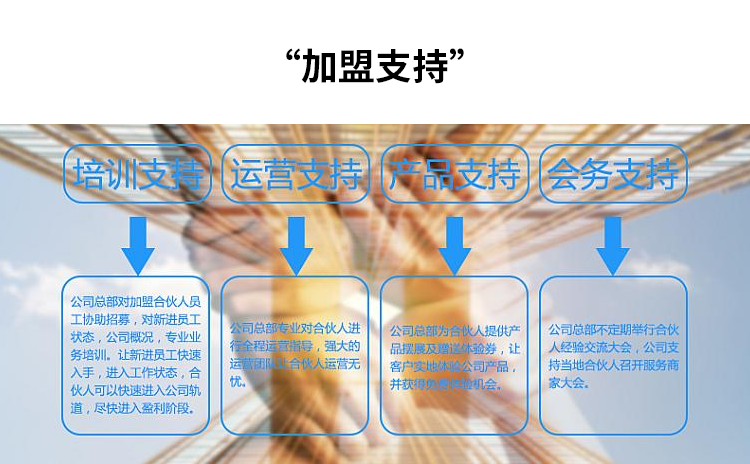 “加盟支持”
培训支持
运营支持
产品支持
会务支持
公司总部对加盟合伙人员
工协助招募，对新进员工
状态，公司概况，专业业
务培训。让新进员工快速
入手，进入工作状态，合
伙人可以快速进入公司轨
道，尽快进入盈利阶段。
公司总部专业对合伙人进
行全程运营指导，强大的
运营团队让合伙人运营无
忧。
公司总部为合伙人提供产
品摆展及赠送体验券，让
客户实地体验公司产品，
并获得免费体验机会。
公司总部不定期举行合伙
人经验交流大会，公司支
持当地合伙人召开服务商
家大会。